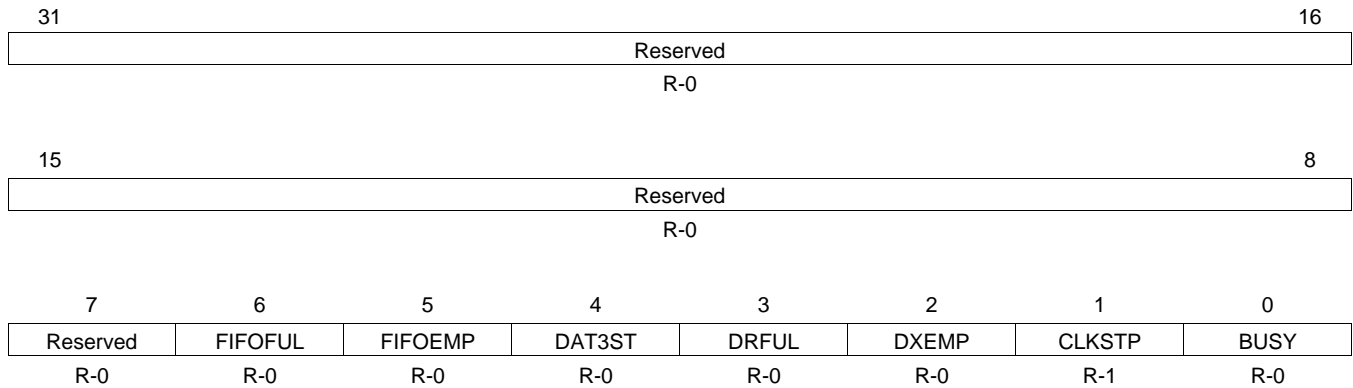 31 16
Reserved
R-0
15 8
Reserved
R-0
7 6 5 4 3 2 1 0
Reserved FIFOFUL FIFOEMP DAT3ST DRFUL DXEMP CLKSTP BUSY
R-0 R-0 R-0 R-0 R-0 R-0 R-1 R-0